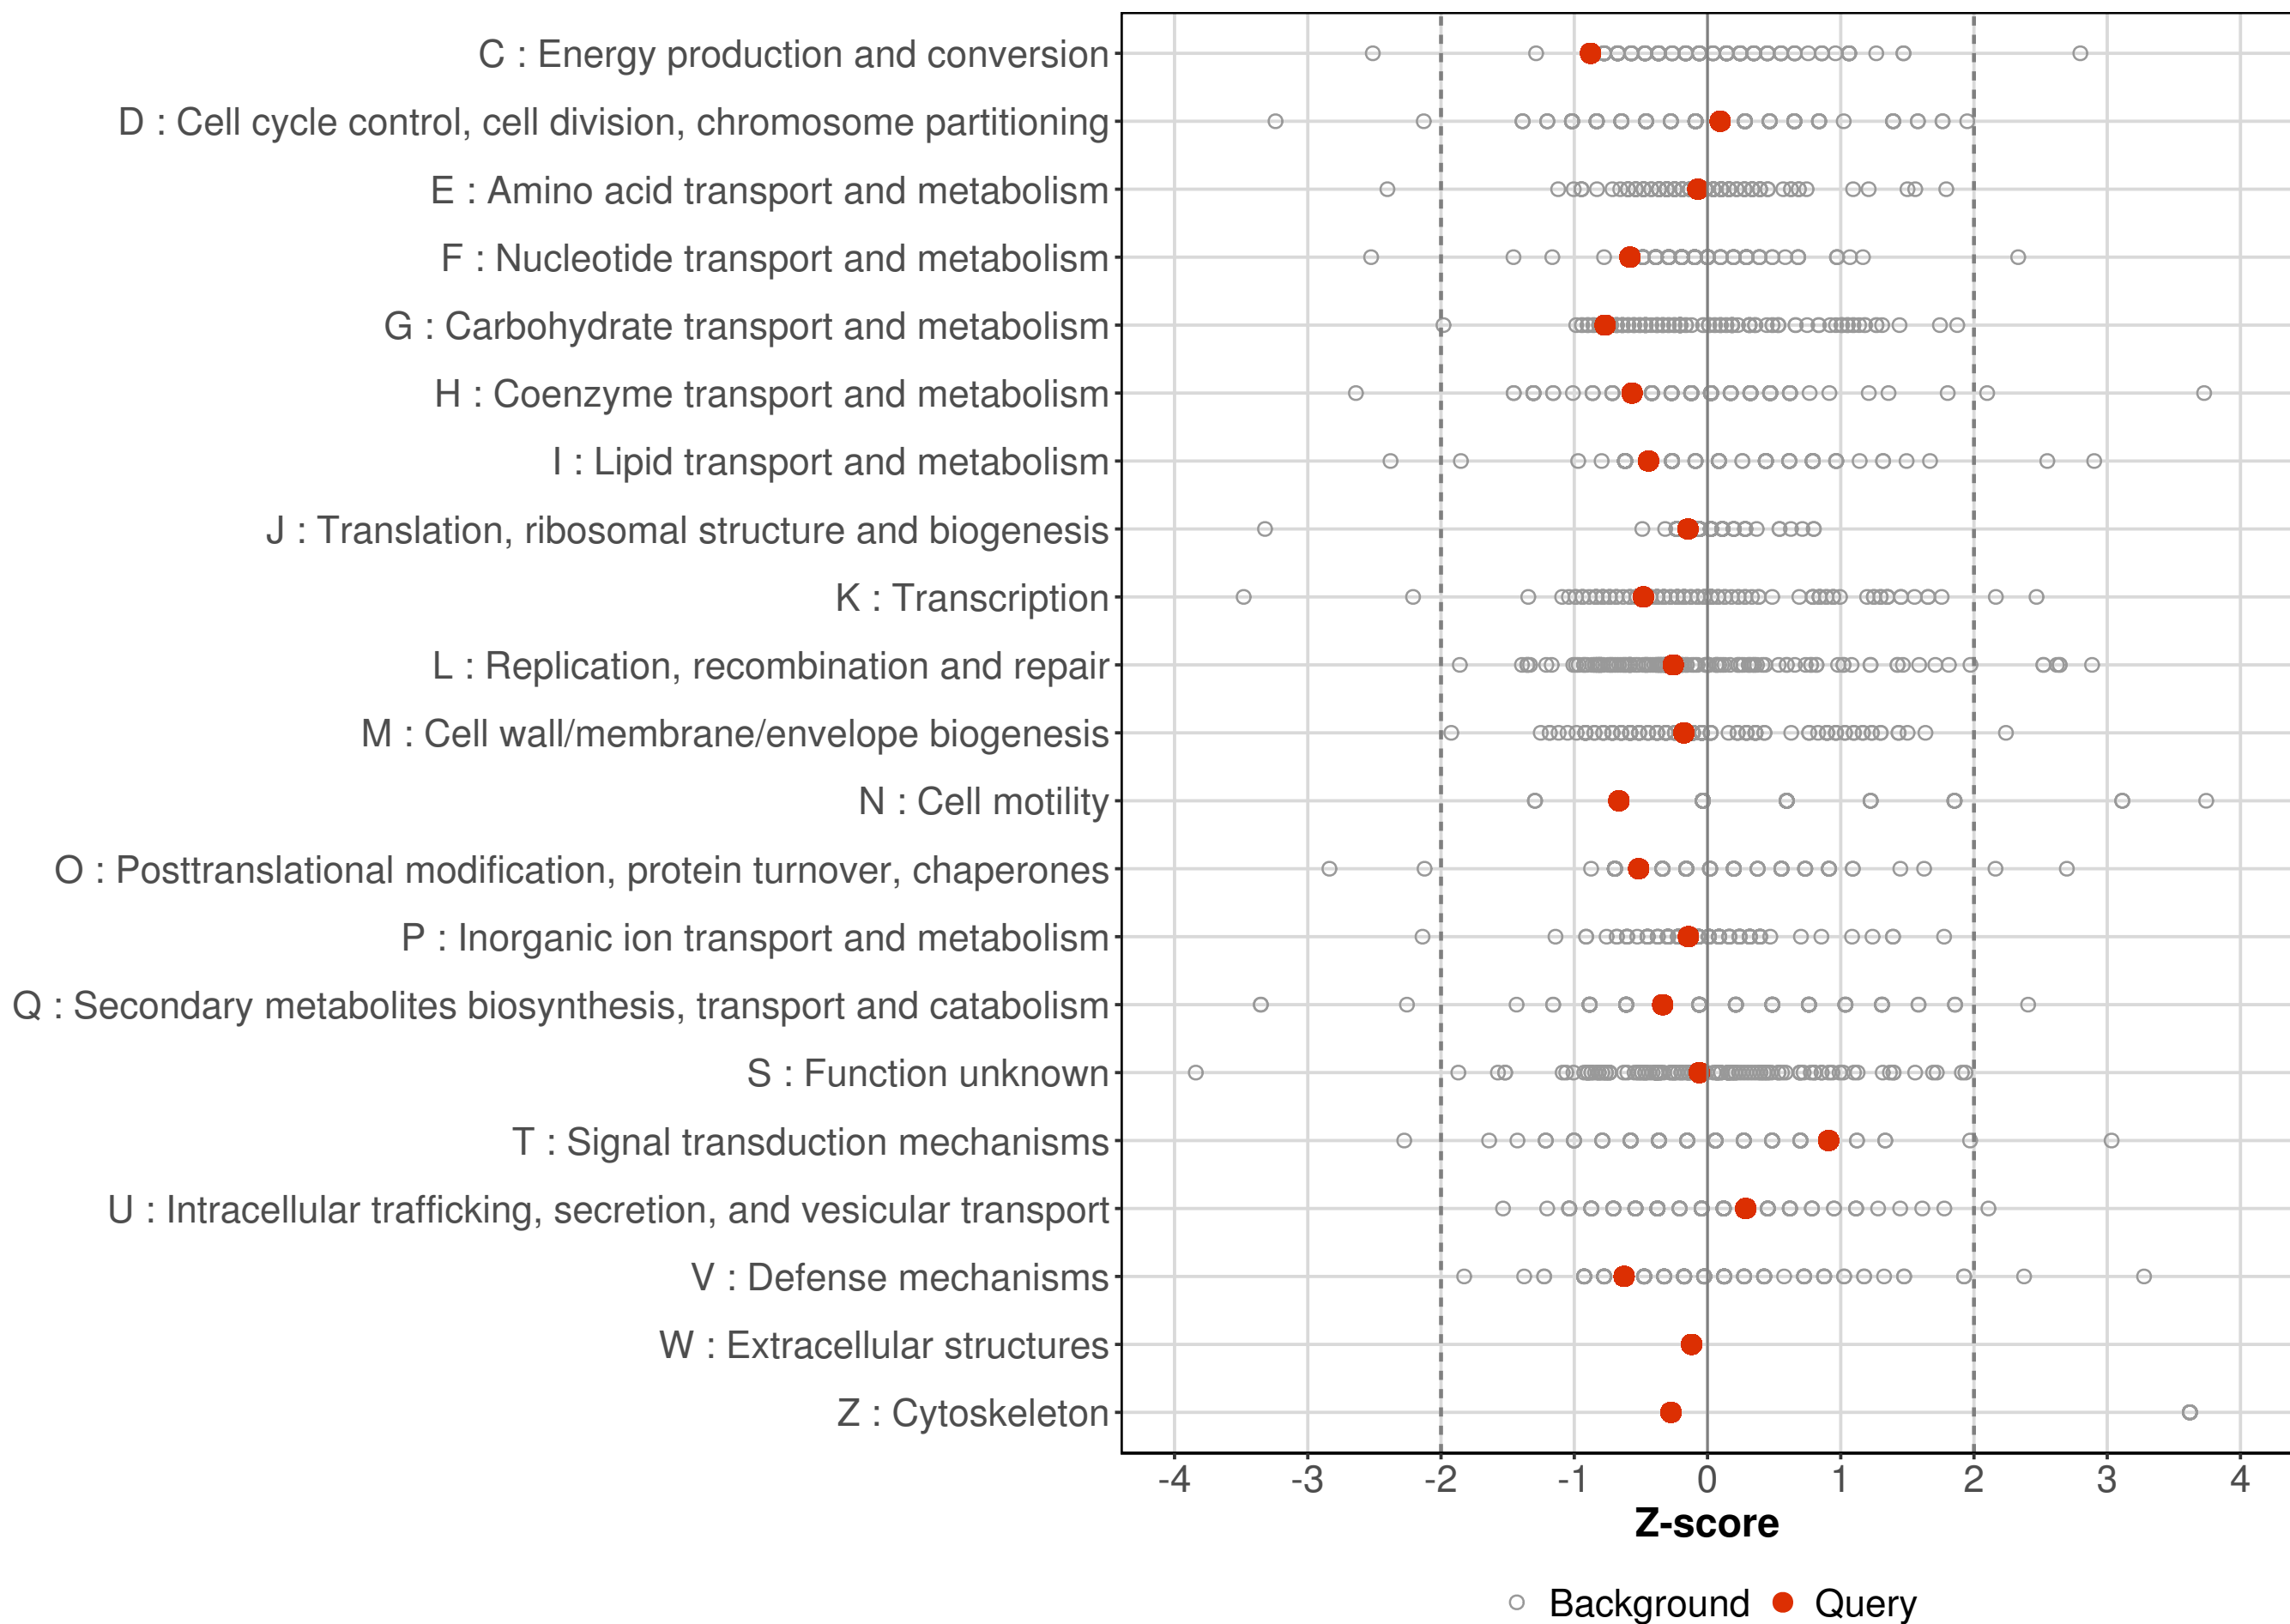 C : Energy production and conversion
D : Cell cycle control, cell division, chromosome partitioning
E : Amino acid transport and metabolism
F : Nucleotide transport and metabolism
G : Carbohydrate transport and metabolism
H : Coenzyme transport and metabolism
I : Lipid transport and metabolism
J : Translation, ribosomal structure and biogenesis
K : Transcription
L : Replication, recombination and repair
M : Cell wall/membrane/envelope biogenesis
N : Cell motility
O : Posttranslational modification, protein turnover, chaperones
P : Inorganic ion transport and metabolism
Q : Secondary metabolites biosynthesis, transport and catabolism
S : Function unknown
T : Signal transduction mechanisms
U : Intracellular trafficking, secretion, and vesicular transport
V : Defense mechanisms
W : Extracellular structures
Z : Cytoskeleton
-4 -3 -2 -1 0 1 2 3 4
Z-score
Background Query